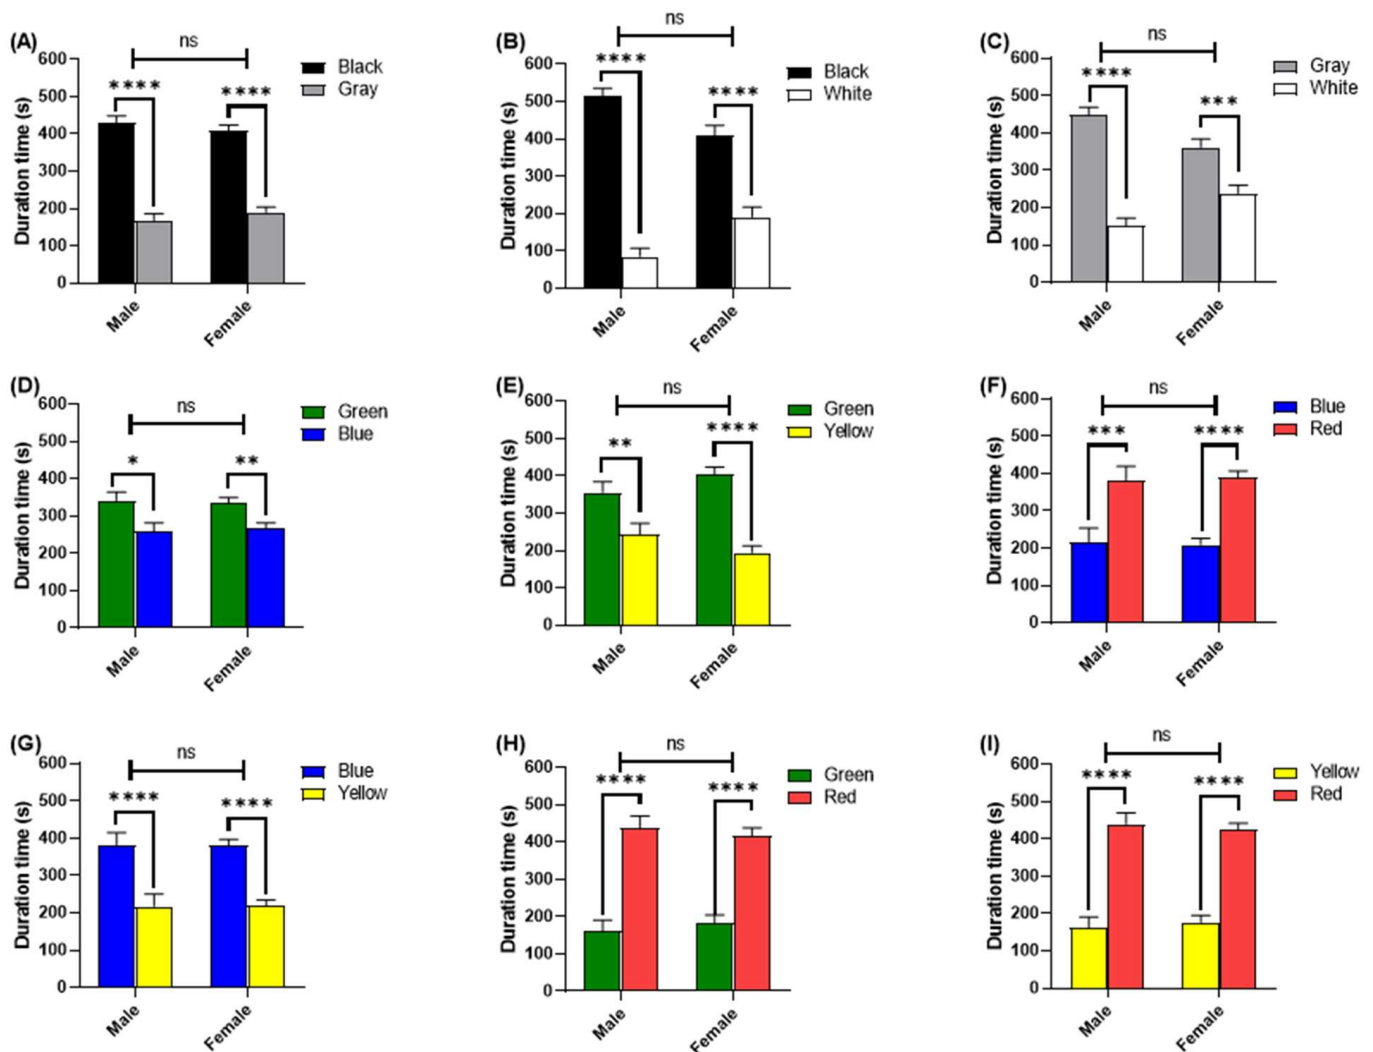 (A)
ns
****
****
Black
Gray
Duration time (s)
600
500
400
300
200
100
0
Male
Female
(B)
ns
****
****
Black
White
Duration time (s)
600
500
400
300
200
100
0
Male
Female
(C)
ns
****
***
Gray
White
Duration time (s)
600
500
400
300
200
100
0
Male
Female
(D)
ns
*
**
Green
Blue
Duration time (s)
600
500
400
300
200
100
0
Male
Female
(E)
ns
**
****
Green
Yellow
Duration time (s)
600
500
400
300
200
100
0
Male
Female
(F)
ns
***
****
Blue
Red
Duration time (s)
600
500
400
300
200
100
0
Male
Female
(G)
ns
****
****
Blue
Yellow
Duration time (s)
600
500
400
300
200
100
0
Male
Female
(H)
ns
****
****
Green
Red
Duration time (s)
600
500
400
300
200
100
0
Male
Female
(I)
ns
****
****
Yellow
Red
Duration time (s)
600
500
400
300
200
100
0
Male
Female